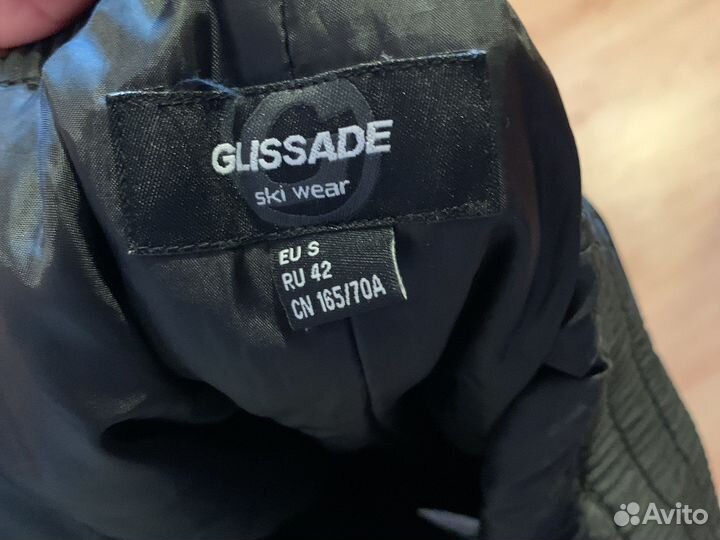 GLISSADE
ski wear
EU S
RU 42
CN 165/70A
Avito